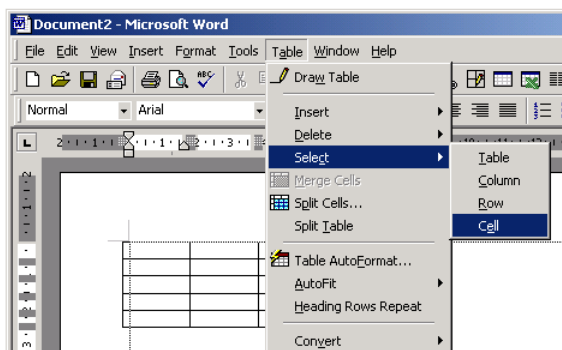 Document2 - Microsoft Word
File Edit View Insert Format Tools Table Window Help
Draw Table
Normal Arial
Insert
Delete
Select
Table
Merge Cells
Column
Split Cells...
Row
Split Table
Cell
Table AutoFormat...
AutoFit
Heading Rows Repeat
Convert